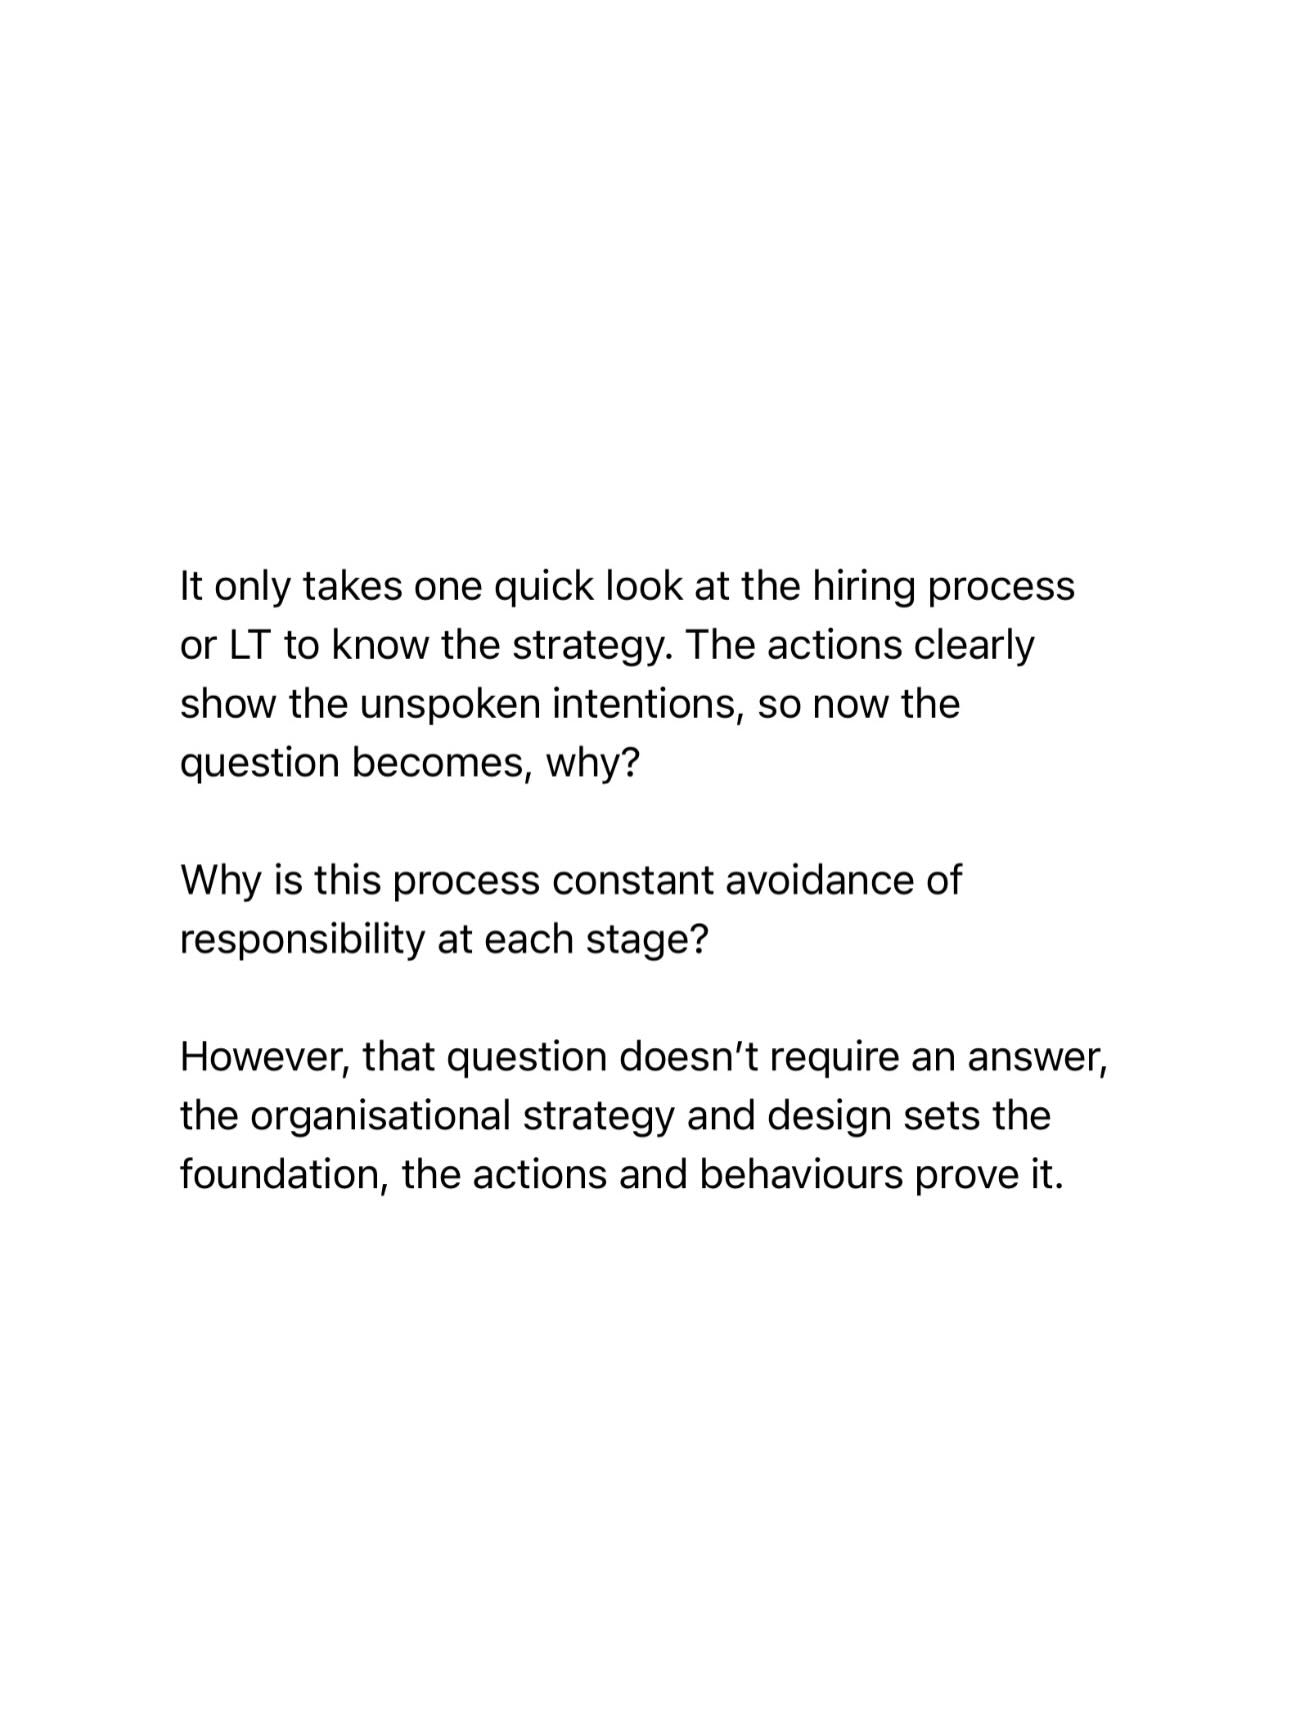 It only takes one quick look at the hiring process
or LT to know the strategy. The actions clearly
show the unspoken intentions, so now the
question becomes, why?
Why is this process constant avoidance of
responsibility at each stage?
However, that question doesn’t require an answer,
the organisational strategy and design sets the
foundation, the actions and behaviours prove it.